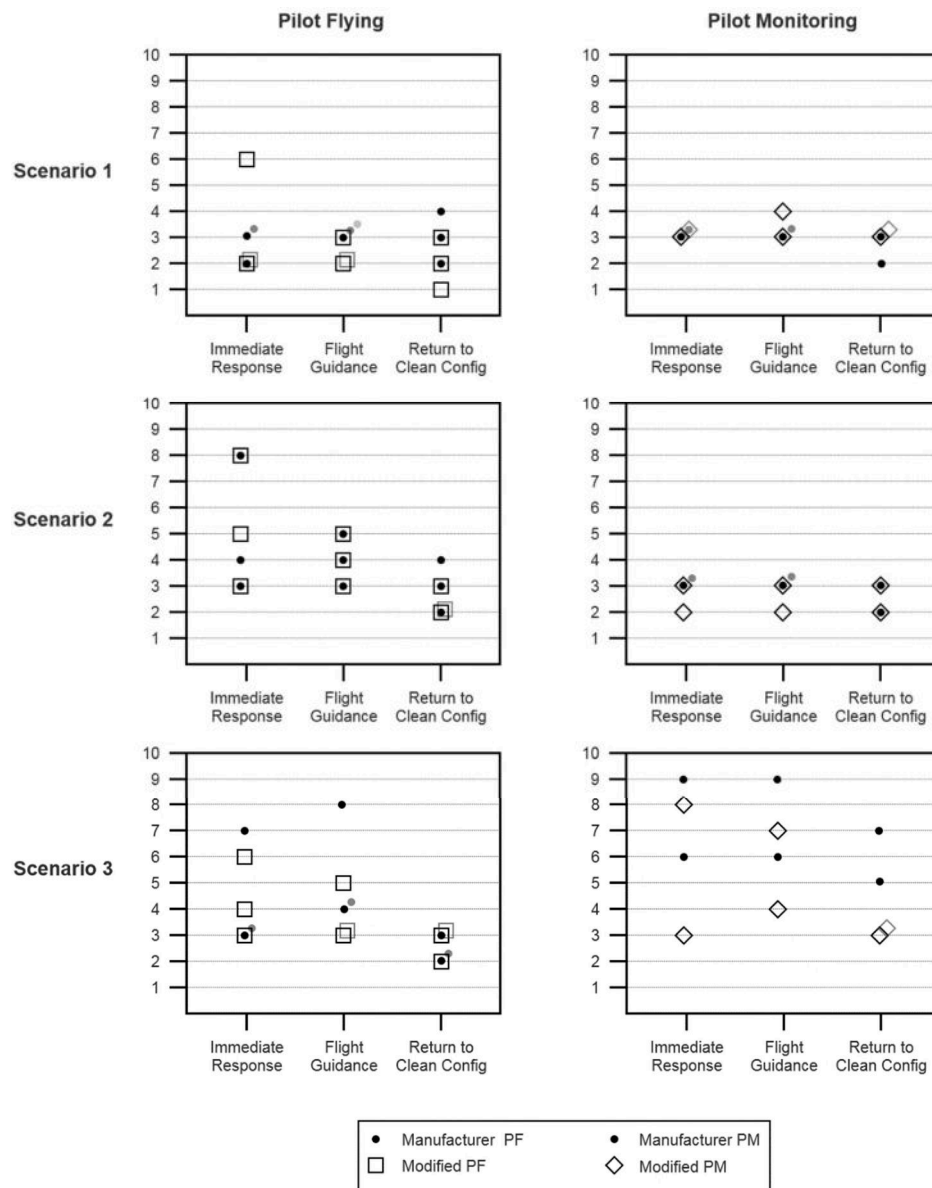 Pilot Flying
Pilot Monitoring
Scenario 1
10
9
8
7
6
5
4
3
2
1
Immediate
Response
Flight
Guidance
Return to
Clean Config
10
9
8
7
6
5
4
3
2
1
Immediate
Response
Flight
Guidance
Return to
Clean Config
Scenario 2
10
9
8
7
6
5
4
3
2
1
Immediate
Response
Flight
Guidance
Return to
Clean Config
10
9
8
7
6
5
4
3
2
1
Immediate
Response
Flight
Guidance
Return to
Clean Config
Scenario 3
10
9
8
7
6
5
4
3
2
1
Immediate
Response
Flight
Guidance
Return to
Clean Config
10
9
8
7
6
5
4
3
2
1
Immediate
Response
Flight
Guidance
Return to
Clean Config
Manufacturer PF
Manufacturer PM
Modified PF
Modified PM